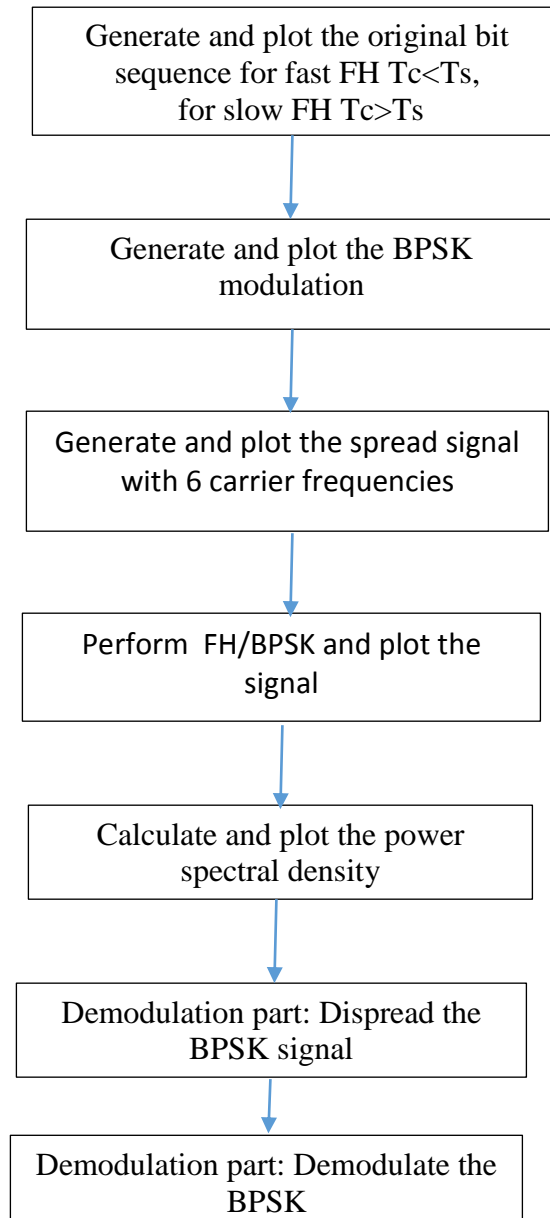 Generate and plot the original bit
sequence for fast FH Tc<Ts,
for slow FH Tc>Ts
Generate and plot the BPSK
modulation
Generate and plot the spread signal
with 6 carrier frequencies
Perform FH/BPSK and plot the
signal
Calculate and plot the power
spectral density
Demodulation part: Dispread the
BPSK signal
Demodulation part: Demodulate the
BPSK